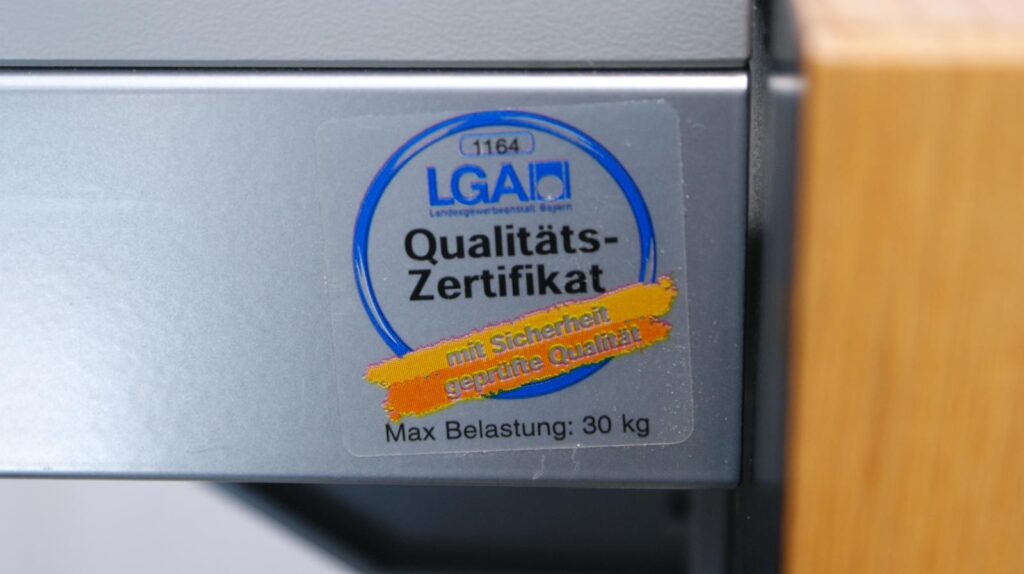 1164
LGA
Landesgewerbeanstalt Bayern
Qualitäts-
Zertifikat
mit Sicherheit
geprüfte Qualität
Max Belastung: 30 kg